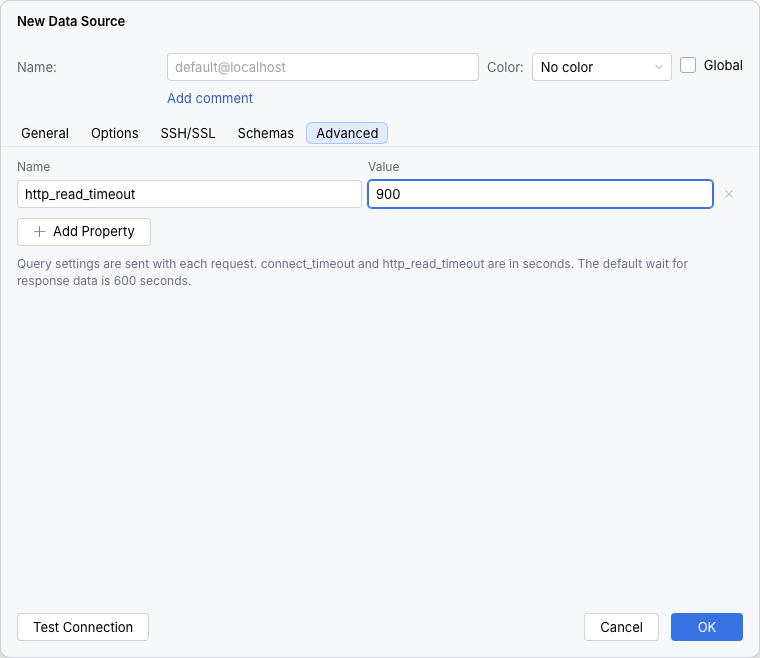 New Data Source
Name:
default@localhost
Color:
No color
Global
Add comment
General
Options
SSH/SSL
Schemas
Advanced
Name
Value
http_read_timeout
900
Add Property
Query settings are sent with each request. connect_timeout and http_read_timeout are in seconds. The default wait for
response data is 600 seconds.
Test Connection
Cancel
OK